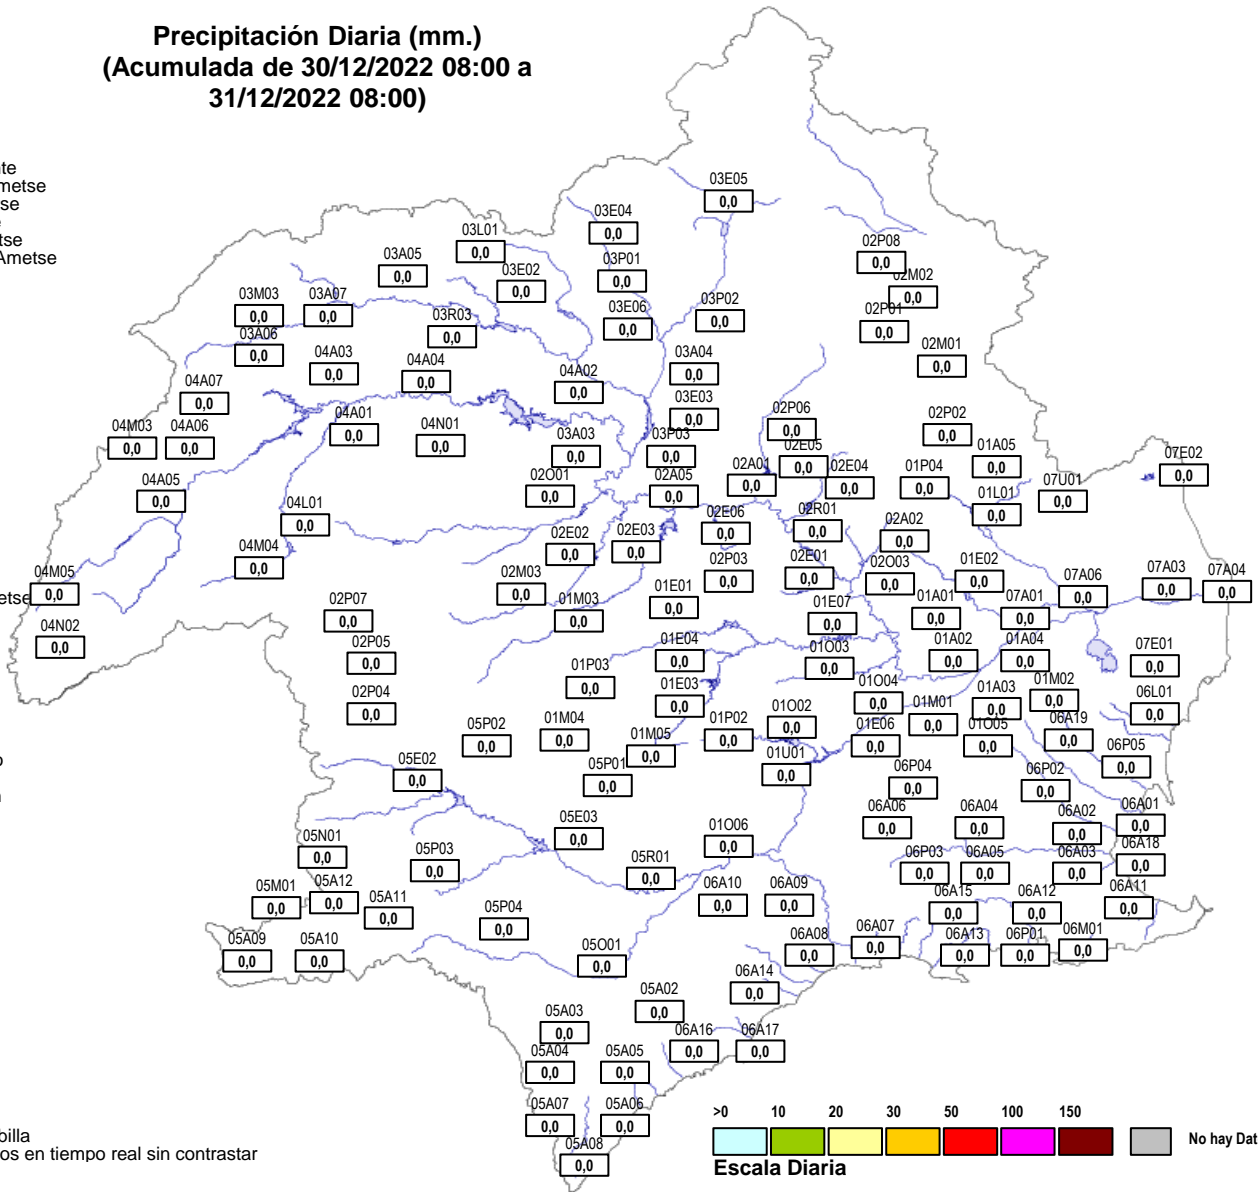 Precipitación Diaria (mm.)
(Acumulada de 30/12/2022 08:00 a
31/12/2022 08:00)
nte
metse
tse
e
tse
Ametse
03E05
0,0
03E04
0,0
03L01
0,0
03A05
0,0
03E02
0,0
03P01
0,0
02P08
0,0
02M02
0,0
03M03
0,0
03A07
0,0
03R03
0,0
03E06
0,0
03P02
0,0
02P01
0,0
03A06
0,0
04A03
0,0
04A04
0,0
04A02
0,0
03A04
0,0
02M01
0,0
04A07
0,0
03E03
0,0
04M03
0,0
04A06
0,0
04A01
0,0
04N01
0,0
03A03
0,0
03P03
0,0
02P06
0,0
02P02
0,0
02E05
0,0
01A05
0,0
07E02
0,0
04A05
0,0
02O01
0,0
02A05
0,0
02A01
0,0
02E04
0,0
01P04
0,0
01L01
0,0
07U01
0,0
04L01
0,0
02E06
0,0
02R01
0,0
02A02
0,0
04M04
0,0
02E02
0,0
02E03
0,0
02P03
0,0
02E01
0,0
02O03
0,0
01E02
0,0
04M05
0,0
etse
02M03
0,0
01E01
0,0
07A06
0,0
07A03
0,0
07A04
0,0
02P07
0,0
01M03
0,0
01E07
0,0
01A01
0,0
07A01
0,0
04N02
0,0
02P05
0,0
01E04
0,0
01O03
0,0
01A02
0,0
01A04
0,0
07E01
0,0
01P03
0,0
01E03
0,0
01O04
0,0
01A03
0,0
01M02
0,0
06L01
0,0
02P04
0,0
05P02
0,0
01M04
0,0
01M05
0,0
01P02
0,0
01O02
0,0
01E06
0,0
01M01
0,0
01O05
0,0
06A19
0,0
o
05E02
0,0
05P01
0,0
01U01
0,0
06P04
0,0
06P02
0,0
06P05
0,0
05E03
0,0
01O06
0,0
06A06
0,0
06A04
0,0
06A02
0,0
06A01
0,0
05N01
0,0
05P03
0,0
05R01
0,0
06P03
0,0
06A05
0,0
06A03
0,0
06A18
0,0
05M01
0,0
05A12
0,0
05A11
0,0
06A10
0,0
06A09
0,0
06A15
0,0
06A12
0,0
06A11
0,0
05A09
0,0
05A10
0,0
05P04
0,0
05O01
0,0
06A08
0,0
06A07
0,0
06A13
0,0
06P01
0,0
06M01
0,0
05A02
0,0
06A14
0,0
05A03
0,0
06A16
0,0
06A17
0,0
05A04
0,0
05A05
0,0
05A07
0,0
05A06
0,0
05A08
0,0
billa
os en tiempo real sin contrastar
>0 10 20 30 50 100 150
No hay Dat
Escala Diaria